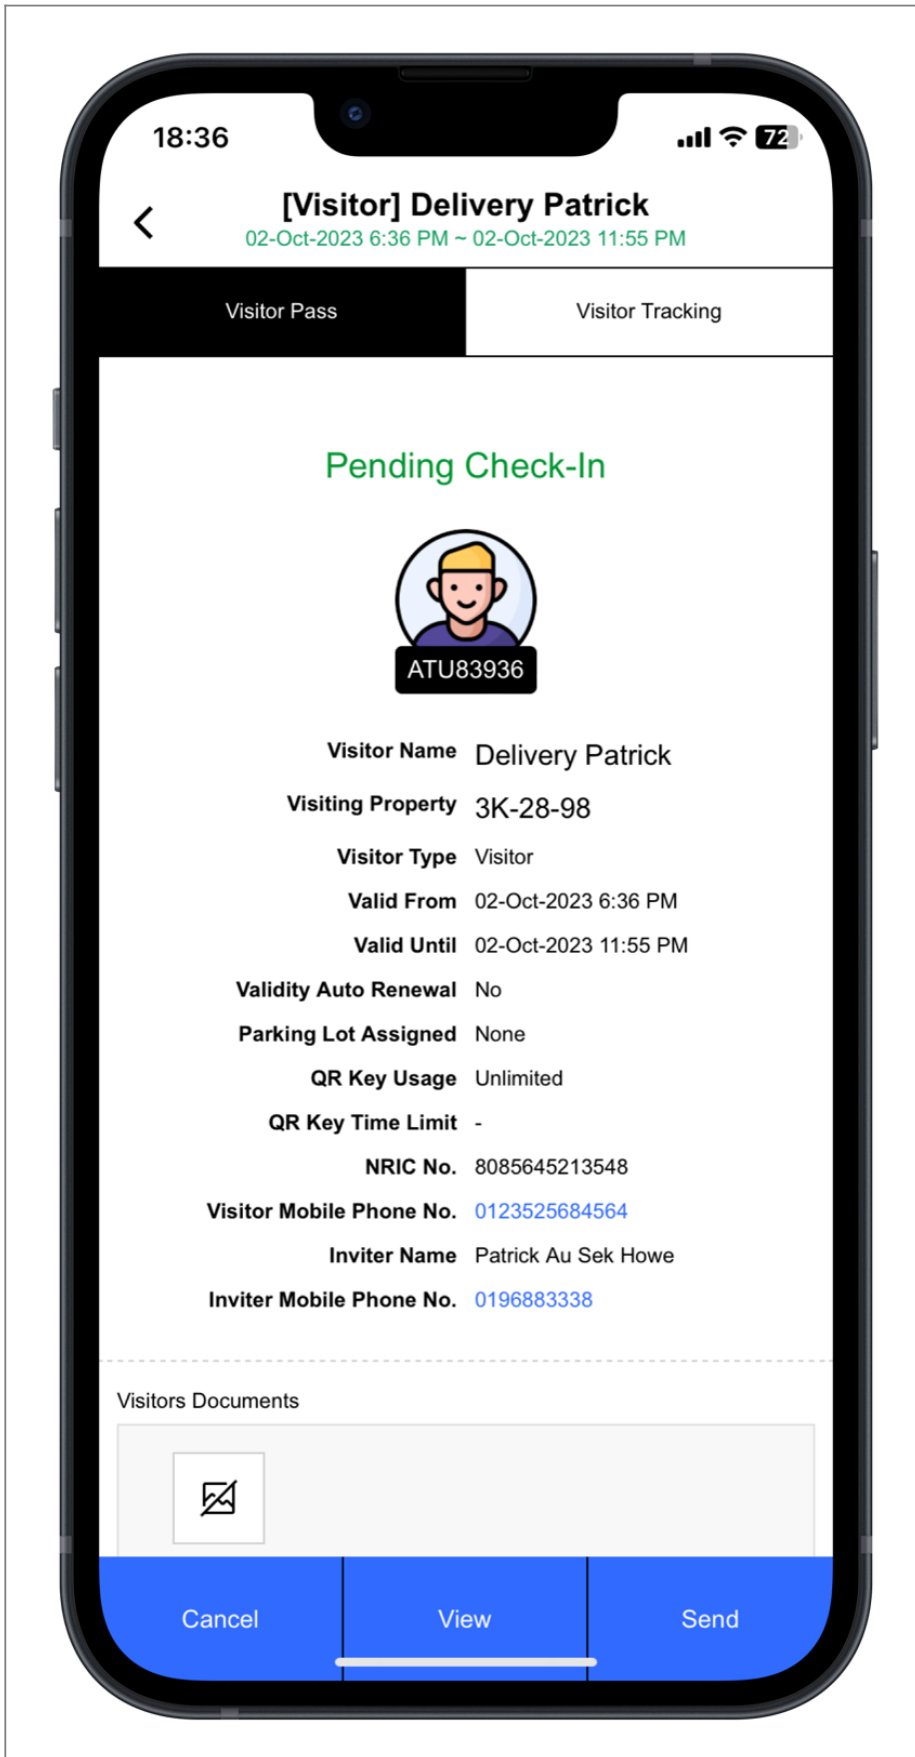 18:36
72
[Visitor] Delivery Patrick
02-Oct-2023 6:36 PM ~ 02-Oct-2023 11:55 PM
Visitor Pass
Visitor Tracking
Pending Check-In
ATU83936
Visitor Name Delivery Patrick
Visiting Property 3K-28-98
Visitor Type Visitor
Valid From 02-Oct-2023 6:36 PM
Valid Until 02-Oct-2023 11:55 PM
Validity Auto Renewal No
Parking Lot Assigned None
QR Key Usage Unlimited
QR Key Time Limit -
NRIC No. 8085645213548
Visitor Mobile Phone No. 0123525684564
Inviter Name Patrick Au Sek Howe
Inviter Mobile Phone No. 0196883338
Visitors Documents
Cancel
View
Send